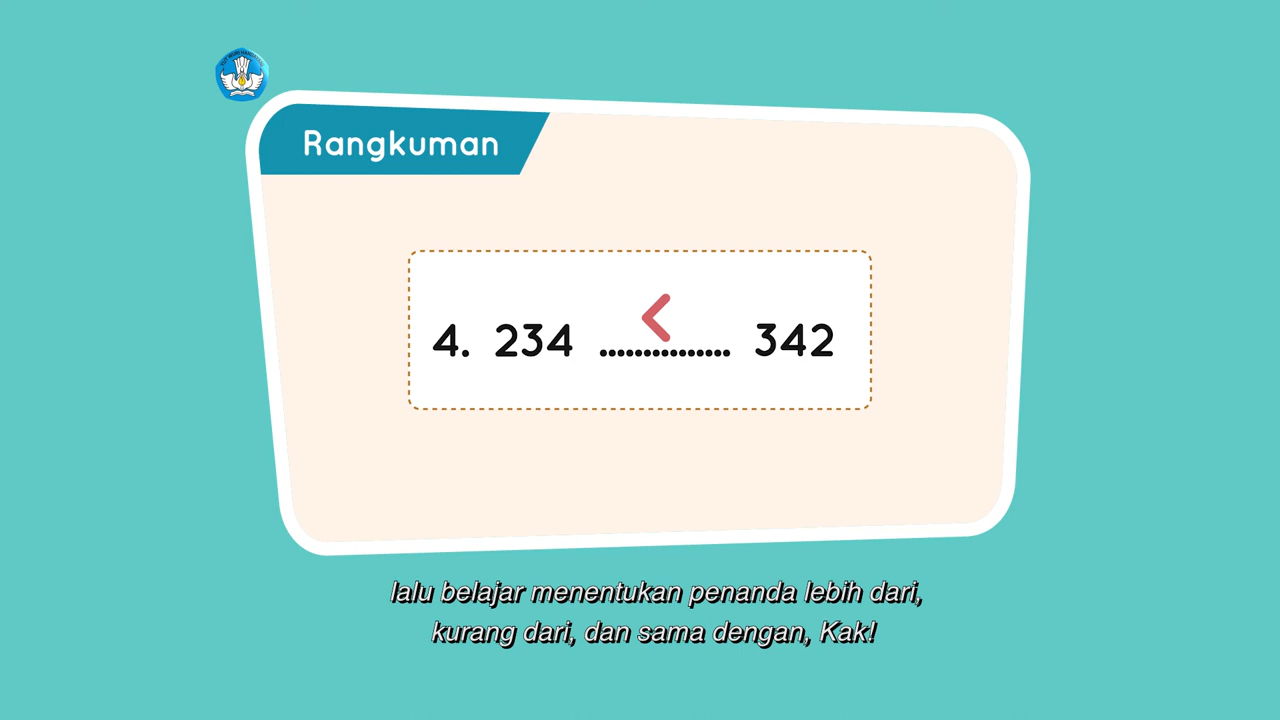 Rangkuman
4. 234 ............... 342
<
lalu belajar menentukan penanda lebih dari,
kurang dari, dan sama dengan, Kak!